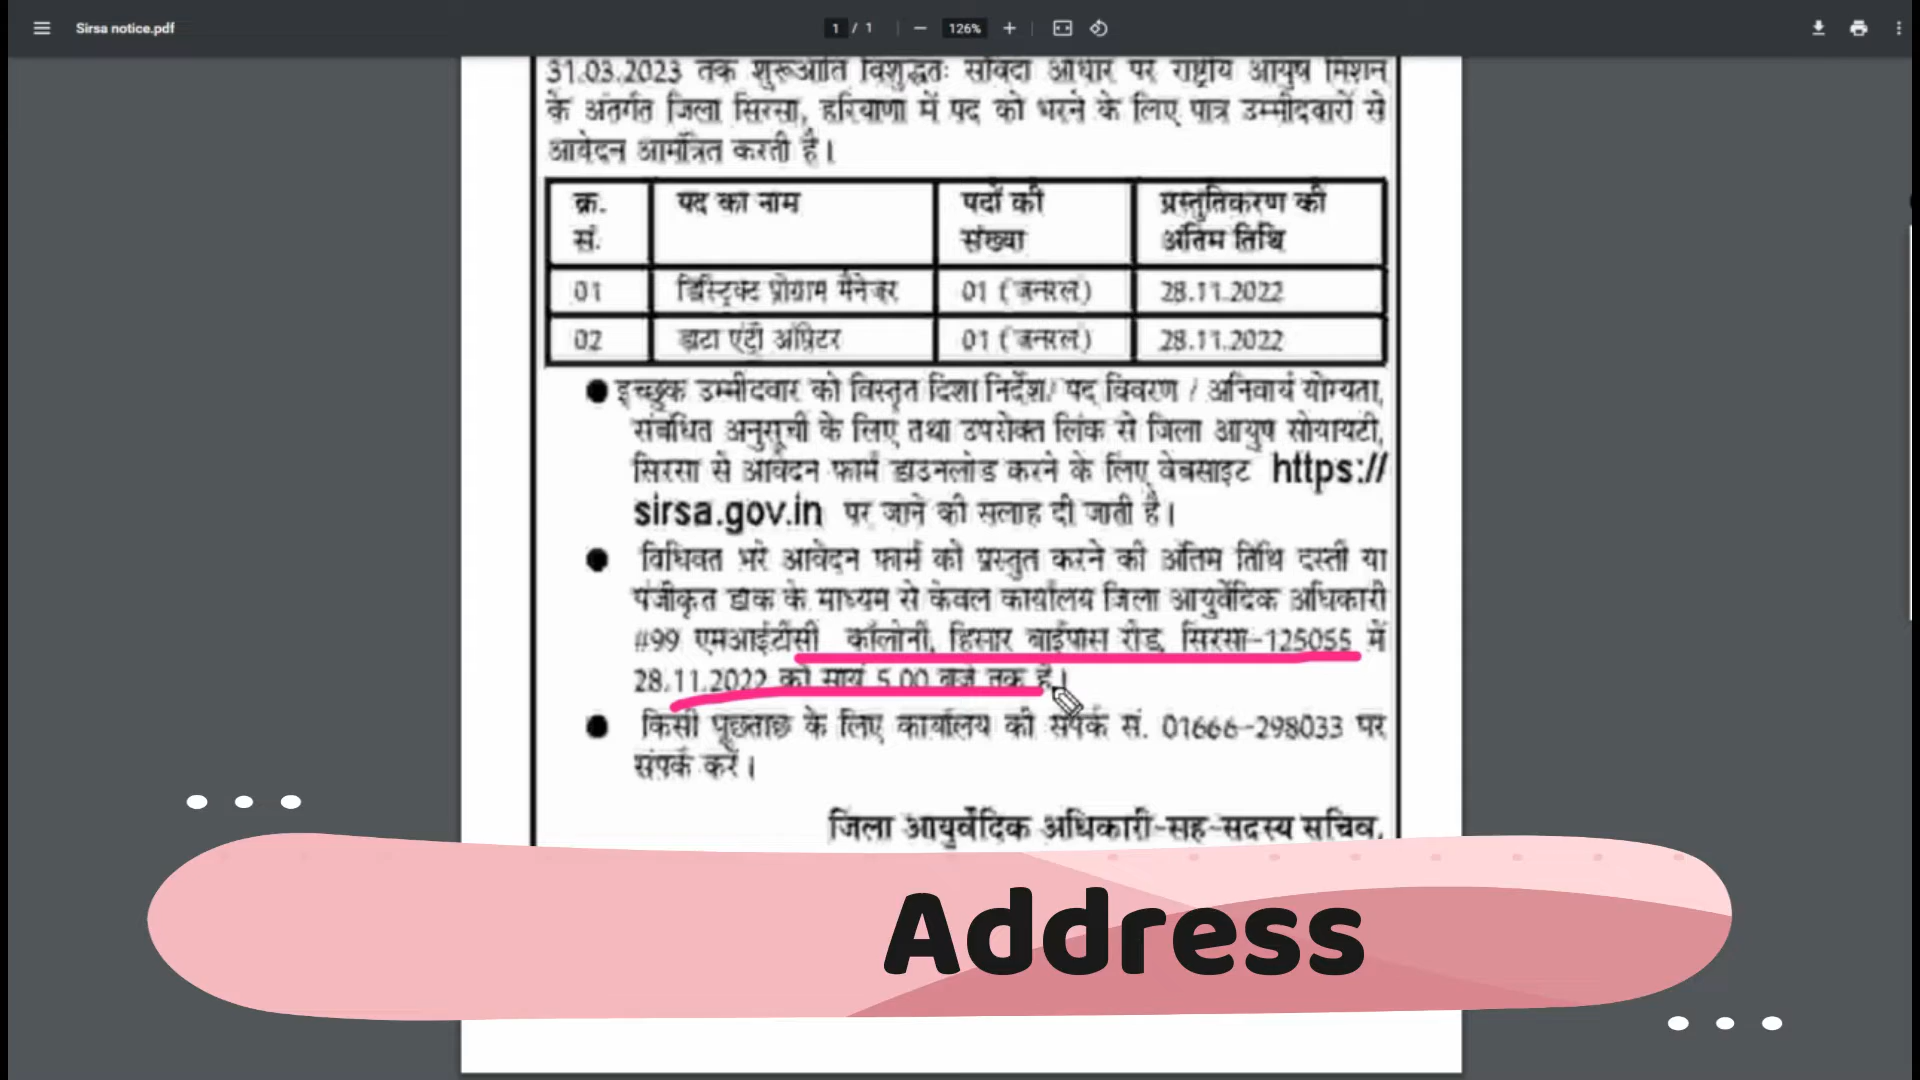 Sirsa notice.pdf
1 / 1
126%
31.03.2023 तक शुरूआति विशुद्धतः संविदा आधार पर राष्ट्रीय आयुष मिशन
के अंतर्गत जिला सिरसा, हरियाणा में पद को भरने के लिए पात्र उम्मीदवारों से
आवेदन आमंत्रित करती है।
क्र. सं.
पद का नाम
पदों की संख्या
प्रस्तुतिकरण की अंतिम तिथि
01 डिस्ट्रिक्ट प्रोग्राम मैनेजर 01 (जनरल) 28.11.2022
02 डाटा एंट्री ऑप्रेटर 01 (जनरल) 28.11.2022
● इच्छुक उम्मीदवार को विस्तृत दिशा निर्देश/ पद विवरण / अनिवार्य योग्यता,
संबंधित अनुसूची के लिए तथा उपरोक्त लिंक से जिला आयुष सोयायटी,
सिरसा से आवेदन फार्म डाउनलोड करने के लिए वेबसाइट https://
sirsa.gov.in पर जाने की सलाह दी जाती है।
● विधिवत भरे आवेदन फार्म को प्रस्तुत करने की अंतिम तिथि दस्ती या
पंजीकृत डाक के माध्यम से केवल कार्यालय जिला आयुर्वेदिक अधिकारी
#99 एमआईटीसी कॉलोनी, हिसार बाईपास रोड, सिरसा-125055 में
28.11.2022 को सायं 5.00 बजे तक है।
● किसी पूछताछ के लिए कार्यालय की संपर्क सं. 01666-298033 पर
संपर्क करें।
जिला आयुर्वेदिक अधिकारी-सह-सदस्य सचिव,
Address